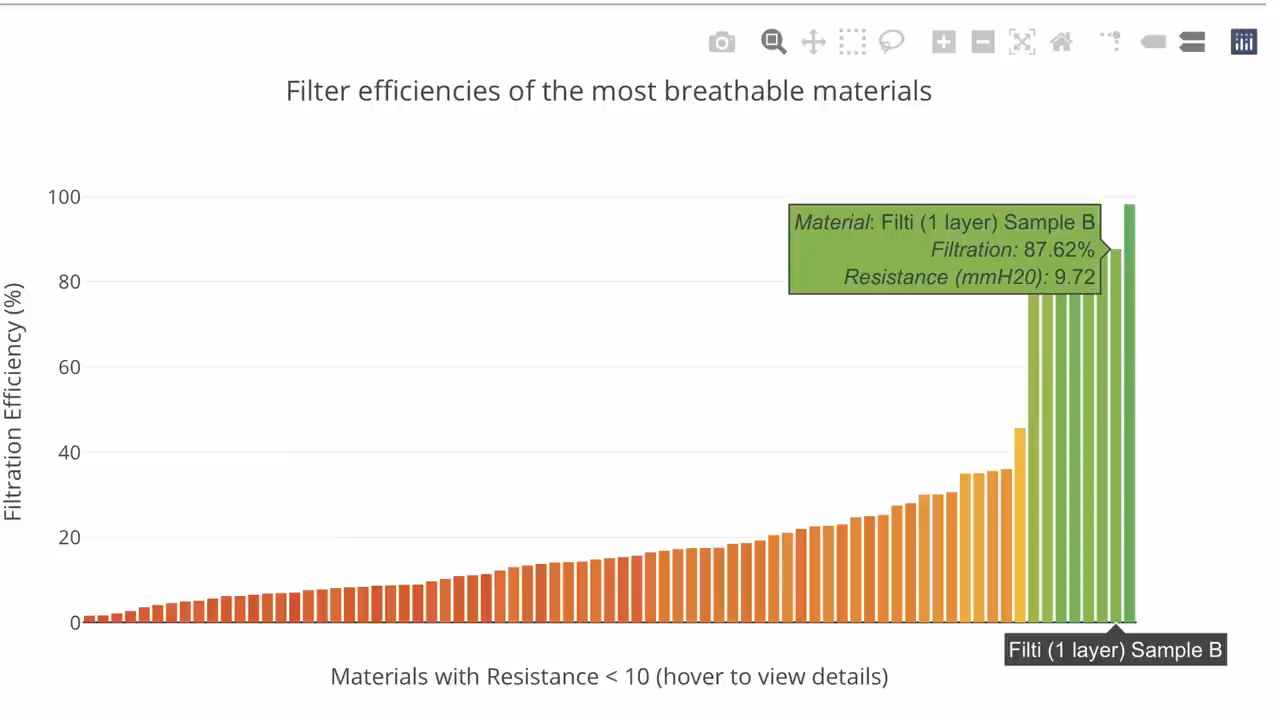 Filter efficiencies of the most breathable materials
100
80
60
40
20
0
Filtration Efficiency (%)
Material: Filti (1 layer) Sample B
Filtration: 87.62%
Resistance (mmH20): 9.72
Filti (1 layer) Sample B
Materials with Resistance < 10 (hover to view details)